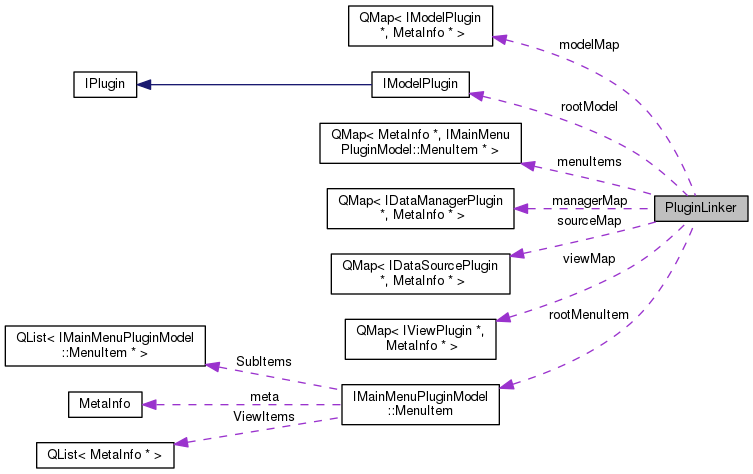 QMap< IModelPlugin
*, MetaInfo * >
modelMap
IPlugin
IModelPlugin
rootModel
QMap< MetaInfo *, IMainMenu
PluginModel::MenuItem * >
menuItems
QMap< IDataManagerPlugin
*, MetaInfo * >
managerMap
PluginLinker
sourceMap
QMap< IDataSourcePlugin
*, MetaInfo * >
viewMap
QMap< IViewPlugin *,
MetaInfo * >
rootMenuItem
QList< IMainMenuPluginModel
::MenuItem * >
SubItems
MetaInfo
meta
IMainMenuPluginModel
::MenuItem
ViewItems
QList< MetaInfo * >